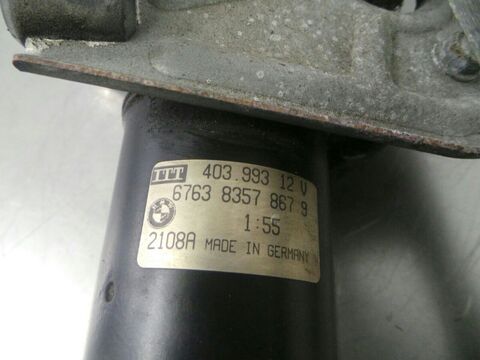 ITT 403.993 12 V
6763 8357 867 9
1:55
2108A MADE IN GERMANY